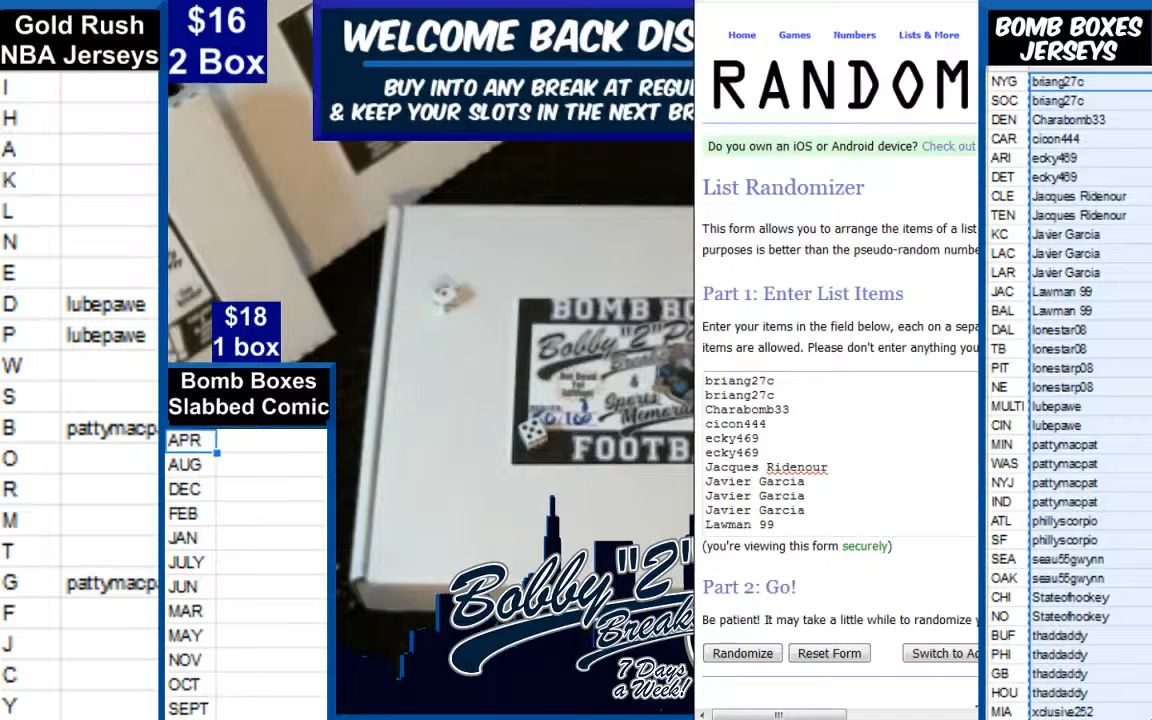 Gold Rush
NBA Jerseys
I
H
A
K
L
N
E
D lubepawe
P lubepawe
W
S
B pattymacp
O
R
M
T
G pattymacp
F
J
C
Y
$16
2 Box
$18
1 box
Bomb Boxes
Slabbed Comic
APR
AUG
DEC
FEB
JAN
JULY
JUN
MAR
MAY
NOV
OCT
SEPT
WELCOME BACK DIS
BUY INTO ANY BREAK AT REGU
& KEEP YOUR SLOTS IN THE NEXT BR
BOMB BO
Bobby "2"
Sports
FOOTB
Bobby "2"
Breaks
7 Days
a Week!
Home Games Numbers Lists & More
RANDOM
Do you own an iOS or Android device? Check out
List Randomizer
This form allows you to arrange the items of a list
purposes is better than the pseudo-random numbe
Part 1: Enter List Items
Enter your items in the field below, each on a sepa
items are allowed. Please don't enter anything you
briang27c
briang27c
Charabomb33
cicon444
ecky469
ecky469
Jacques Ridenour
Javier Garcia
Javier Garcia
Javier Garcia
Lawman 99
(you're viewing this form securely)
Part 2: Go!
Be patient! It may take a little while to randomize y
Randomize Reset Form Switch to Ad
BOMB BOXES
JERSEYS
NYG briang27c
SOC briang27c
DEN Charabomb33
CAR cicon444
ARI ecky469
DET ecky469
CLE Jacques Ridenour
TEN Jacques Ridenour
KC Javier Garcia
LAC Javier Garcia
LAR Javier Garcia
JAC Lawman 99
BAL Lawman 99
DAL lonestar08
TB lonestar08
PIT lonestarp08
NE lonestarp08
MULTI lubepawe
CIN lubepawe
MIN pattymacpat
WAS pattymacpat
NYJ pattymacpat
IND pattymacpat
ATL phillyscorpio
SF phillyscorpio
SEA seau55gwynn
OAK seau55gwynn
CHI Stateofhockey
NO Stateofhockey
BUF thaddaddy
PHI thaddaddy
GB thaddaddy
HOU thaddaddy
MIA xclusive252